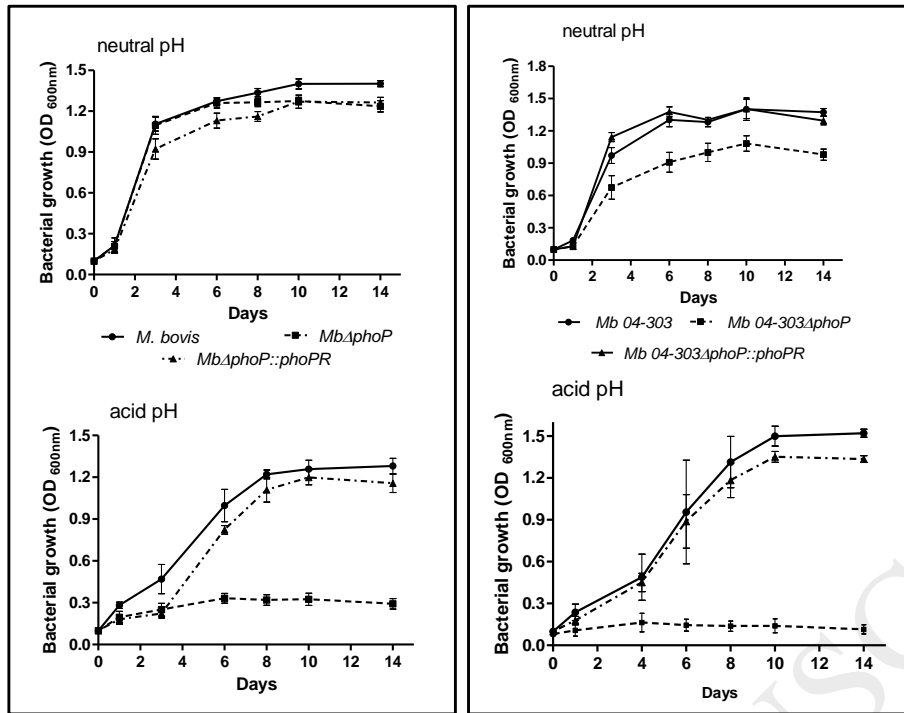 neutral pH
Bacterial growth (OD 600nm)
1.5
1.2
0.9
0.6
0.3
0.0
0 2 4 6 8 10 12 14
Days
M. bovis MbΔphoP
MbΔphoP::phoPR
acid pH
Bacterial growth (OD 600nm)
1.5
1.2
0.9
0.6
0.3
0.0
0 2 4 6 8 10 12 14
Days
neutral pH
Bacterial growth (OD 600nm)
1.8
1.5
1.2
0.9
0.6
0.3
0.0
0 2 4 6 8 10 12 14
Days
Mb 04-303 Mb 04-303ΔphoP
Mb 04-303ΔphoP::phoPR
acid pH
Bacterial growth (OD 600nm)
1.5
1.2
0.9
0.6
0.3
0.0
0 2 4 6 8 10 12 14
Days